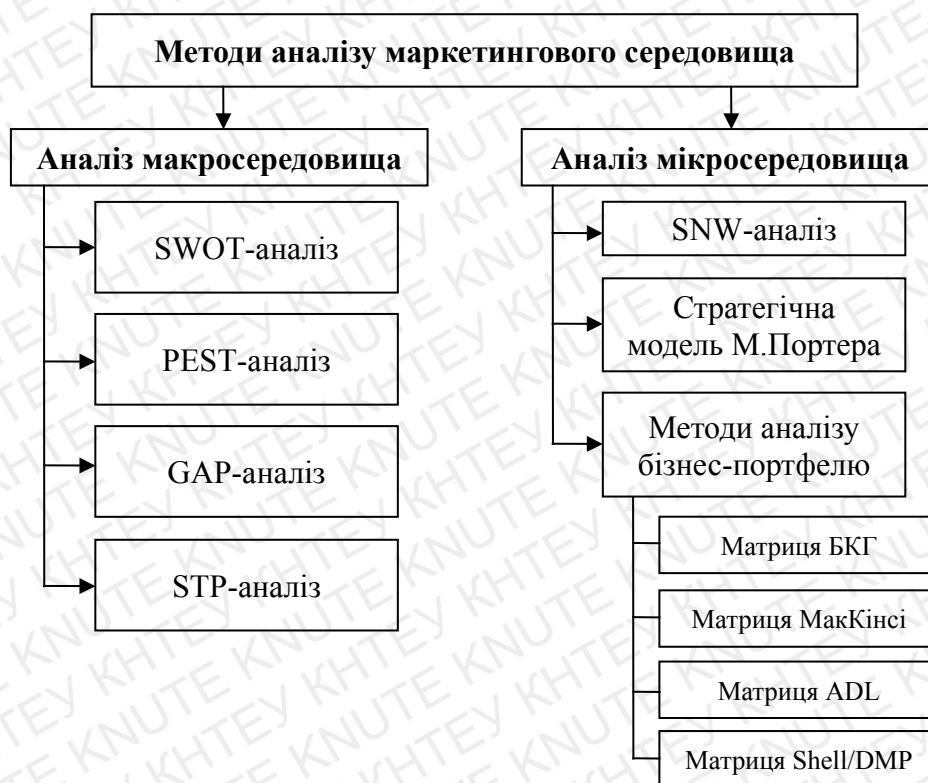 Методи аналізу маркетингового середовища
Аналіз макросередовища
SWOT-аналіз
PEST-аналіз
GAP-аналіз
STP-аналіз
Аналіз мікросередовища
SNW-аналіз
Стратегічна
модель М.Портера
Методи аналізу
бізнес-портфелю
Матриця БКГ
Матриця МакКінсі
Матриця ADL
Матриця Shell/DMP